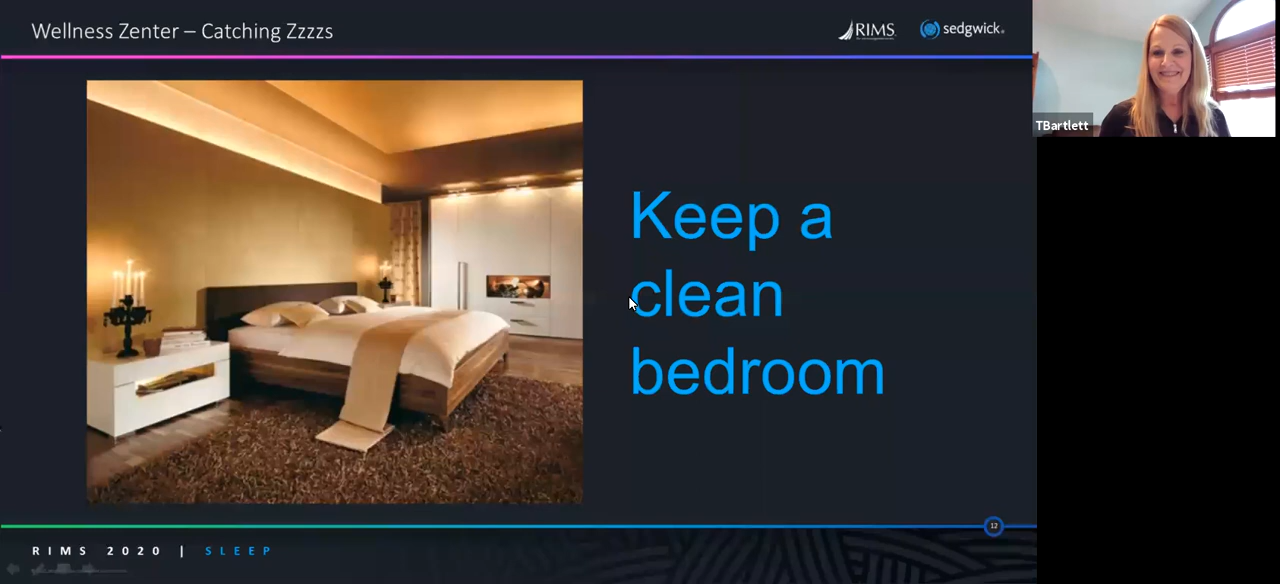 Wellness Zenter – Catching Zzzzs
RIMS
sedgwick.
TBartlett
Keep a
clean
bedroom
12
RIMS 2020 | SLEEP